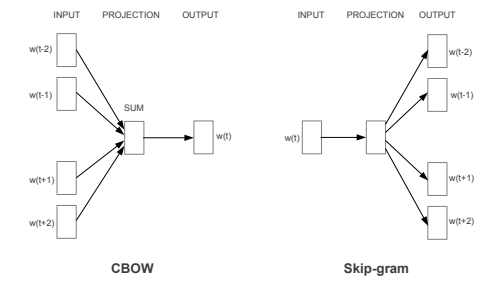 INPUT PROJECTION OUTPUT
w(t-2)
w(t-1)
SUM
w(t)
w(t+1)
w(t+2)
CBOW
INPUT PROJECTION OUTPUT
w(t-2)
w(t-1)
w(t)
w(t+1)
w(t+2)
Skip-gram